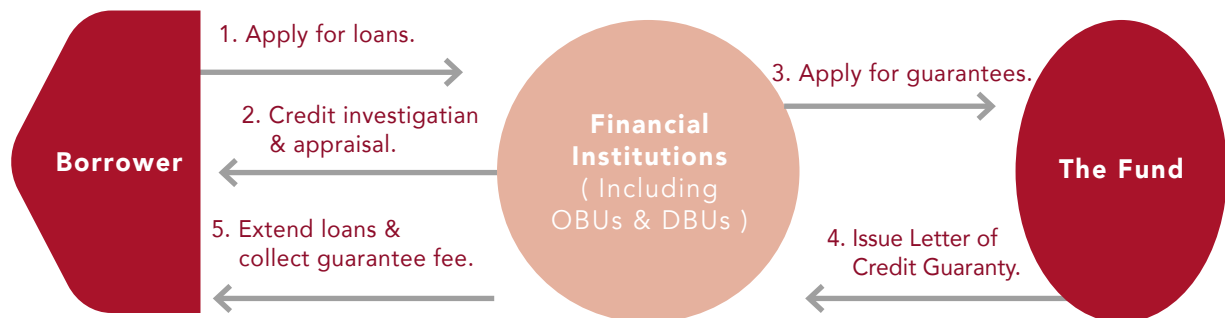 1. Apply for loans.
2. Credit investigatian
& appraisal.
5. Extend loans &
collect guarantee fee.
Borrower
Financial
Institutions
( Including
OBUs & DBUs )
3. Apply for guarantees.
4. Issue Letter of
Credit Guaranty.
The Fund